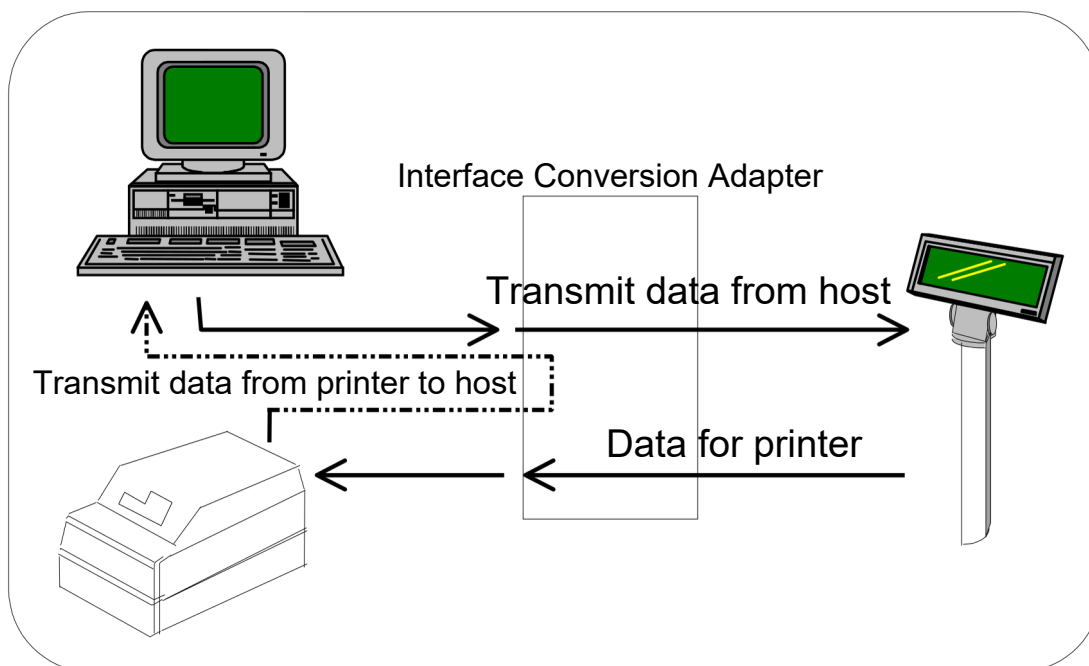 Interface Conversion Adapter
Transmit data from host
Transmit data from printer to host
Data for printer